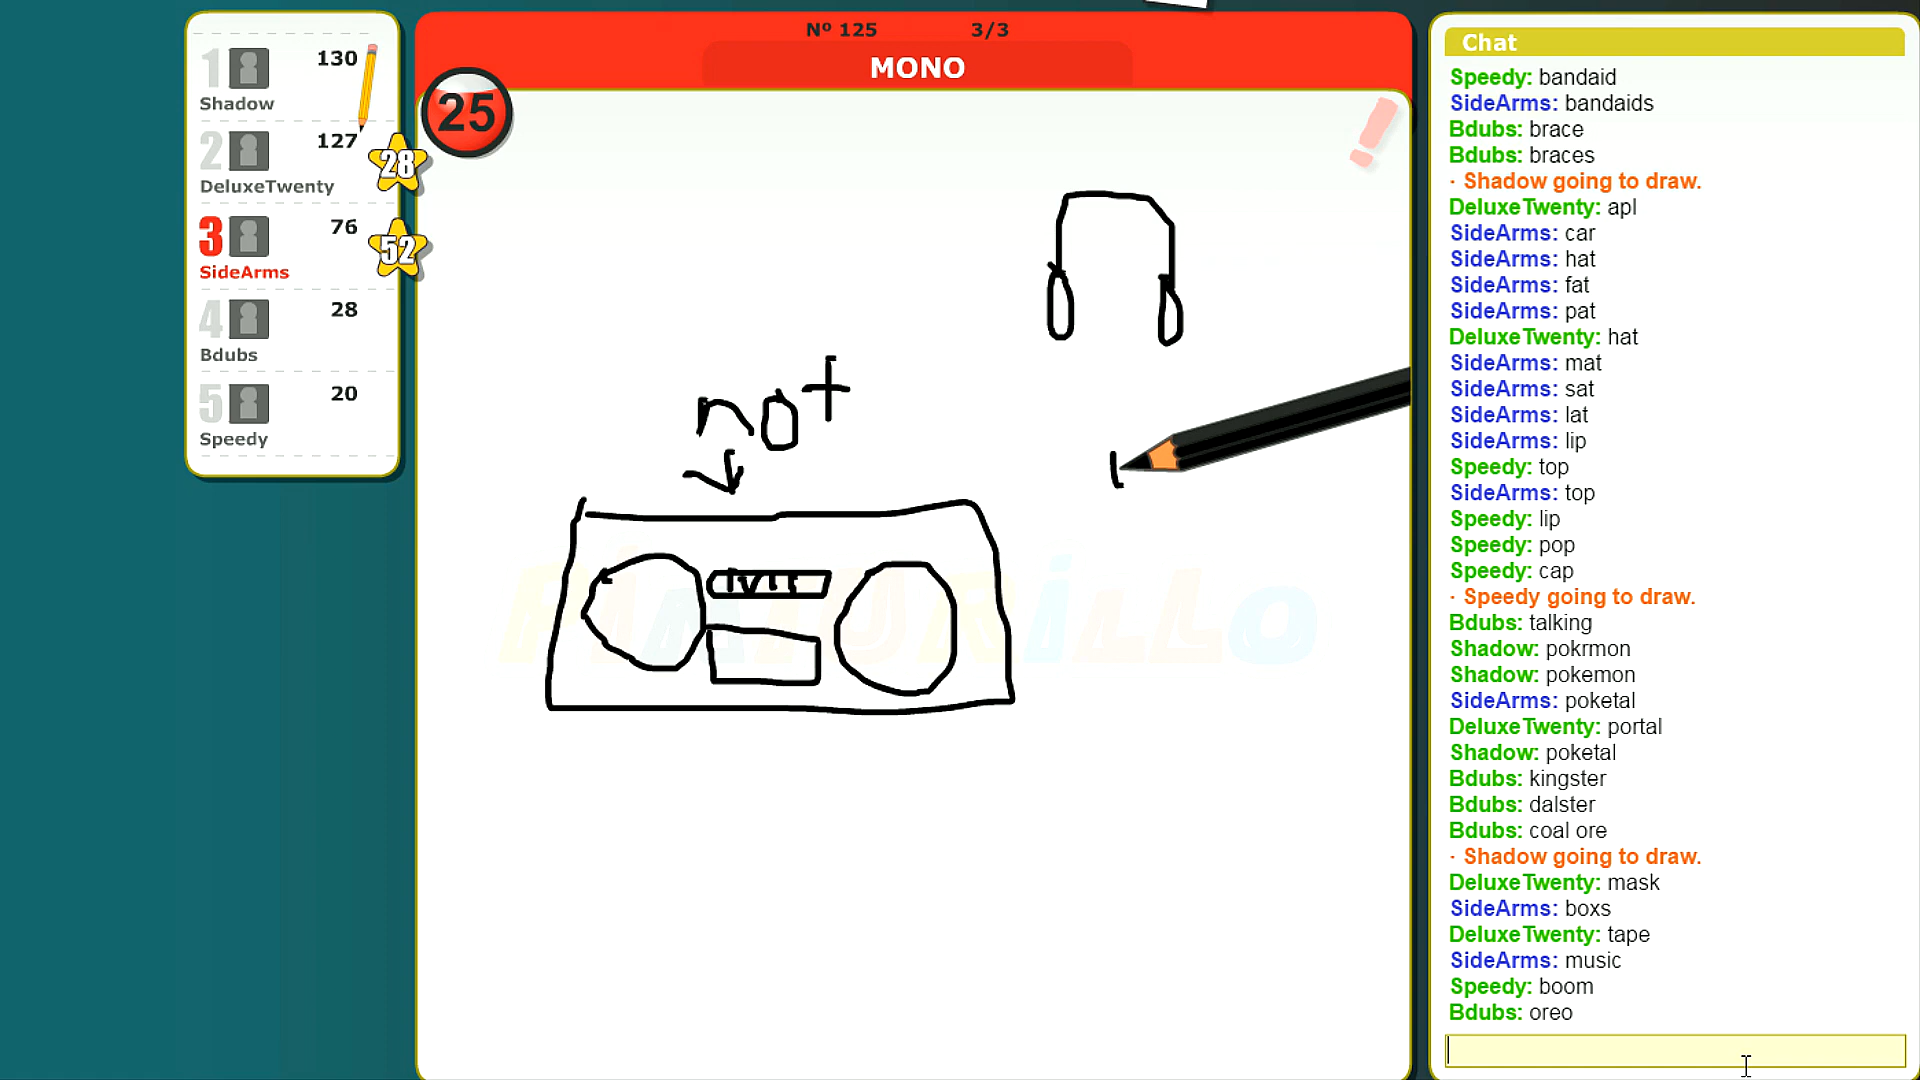 Nº 125 3/3
MONO
25
1 130
Shadow
2 127 28
DeluxeTwenty
3 76 52
SideArms
4 28
Bdubs
5 20
Speedy
not
PINTURILLO
Chat
Speedy: bandaid
SideArms: bandaids
Bdubs: brace
Bdubs: braces
· Shadow going to draw.
DeluxeTwenty: apl
SideArms: car
SideArms: hat
SideArms: fat
SideArms: pat
DeluxeTwenty: hat
SideArms: mat
SideArms: sat
SideArms: lat
SideArms: lip
Speedy: top
SideArms: top
Speedy: lip
Speedy: pop
Speedy: cap
· Speedy going to draw.
Bdubs: talking
Shadow: pokrmon
Shadow: pokemon
SideArms: poketal
DeluxeTwenty: portal
Shadow: poketal
Bdubs: kingster
Bdubs: dalster
Bdubs: coal ore
· Shadow going to draw.
DeluxeTwenty: mask
SideArms: boxs
DeluxeTwenty: tape
SideArms: music
Speedy: boom
Bdubs: oreo